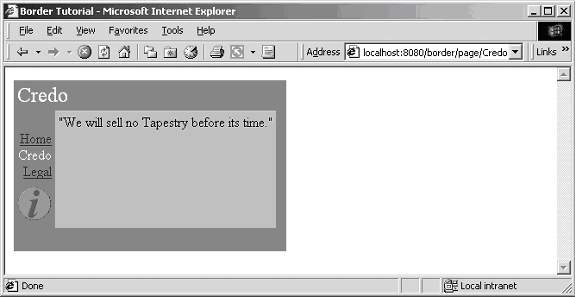 Border Tutorial - Microsoft Internet Explorer
File Edit View Favorites Tools Help
Address localhost:8080/border/page/Credo Links »
Credo
"We will sell no Tapestry before its time."
Home
Credo
Legal
i
Done Local intranet